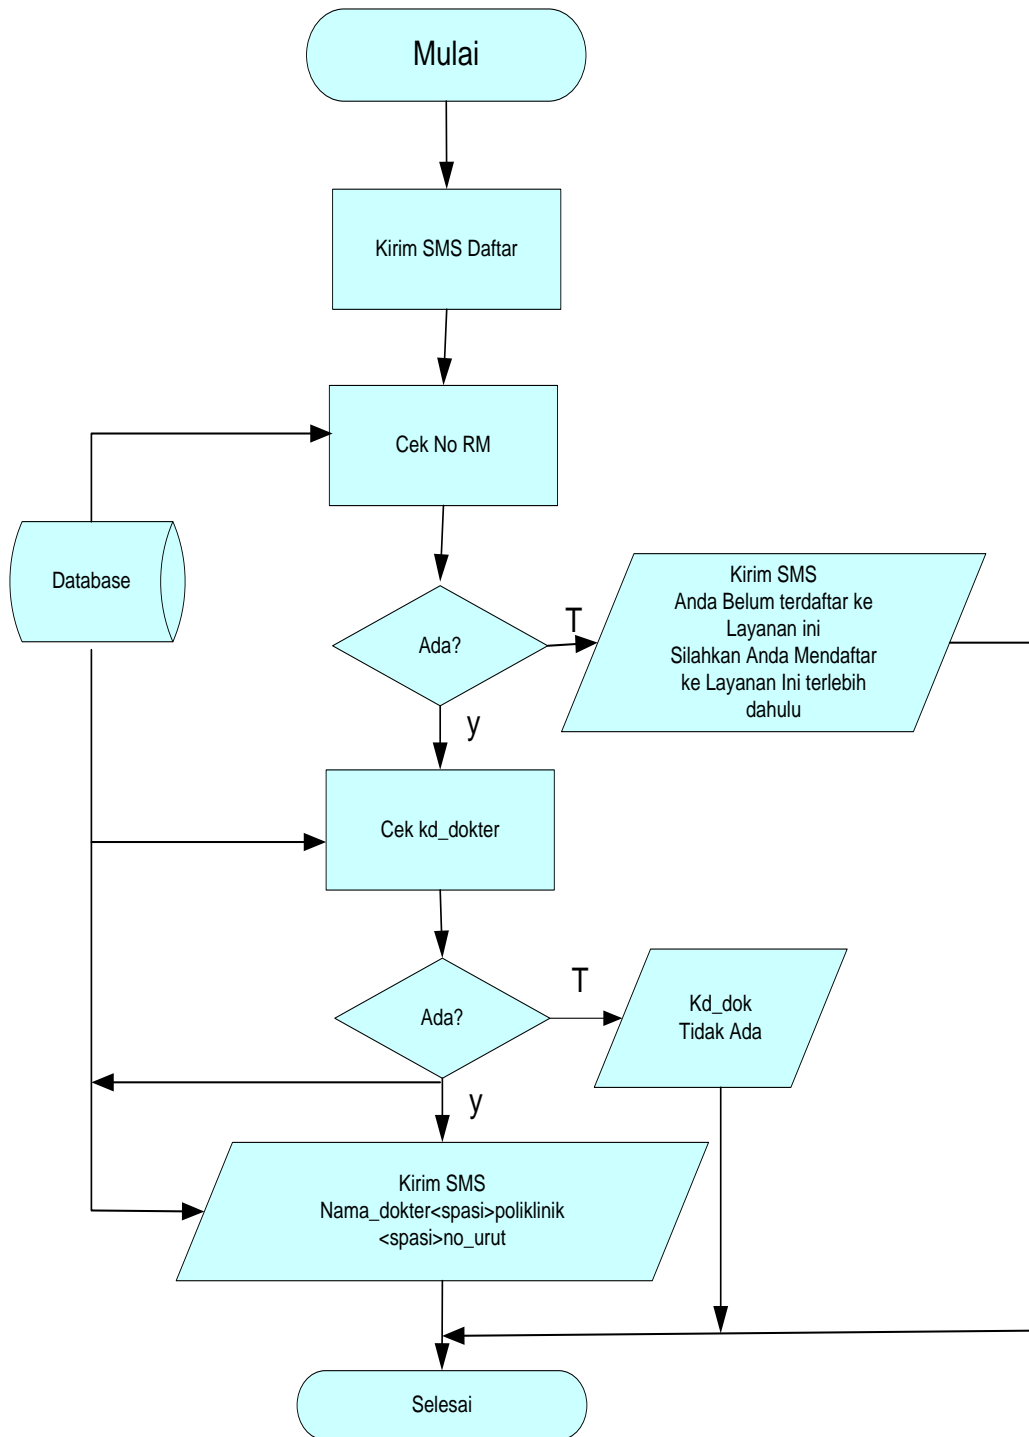 Mulai
Kirim SMS Daftar
Cek No RM
Database
Ada?
T
Kirim SMS
Anda Belum terdaftar ke
Layanan ini
Silahkan Anda Mendaftar
ke Layanan Ini terlebih
dahulu
y
Cek kd_dokter
Ada?
T
Kd_dok
Tidak Ada
y
Kirim SMS
Nama_dokter<spasi>poliklinik
<spasi>no_urut
Selesai